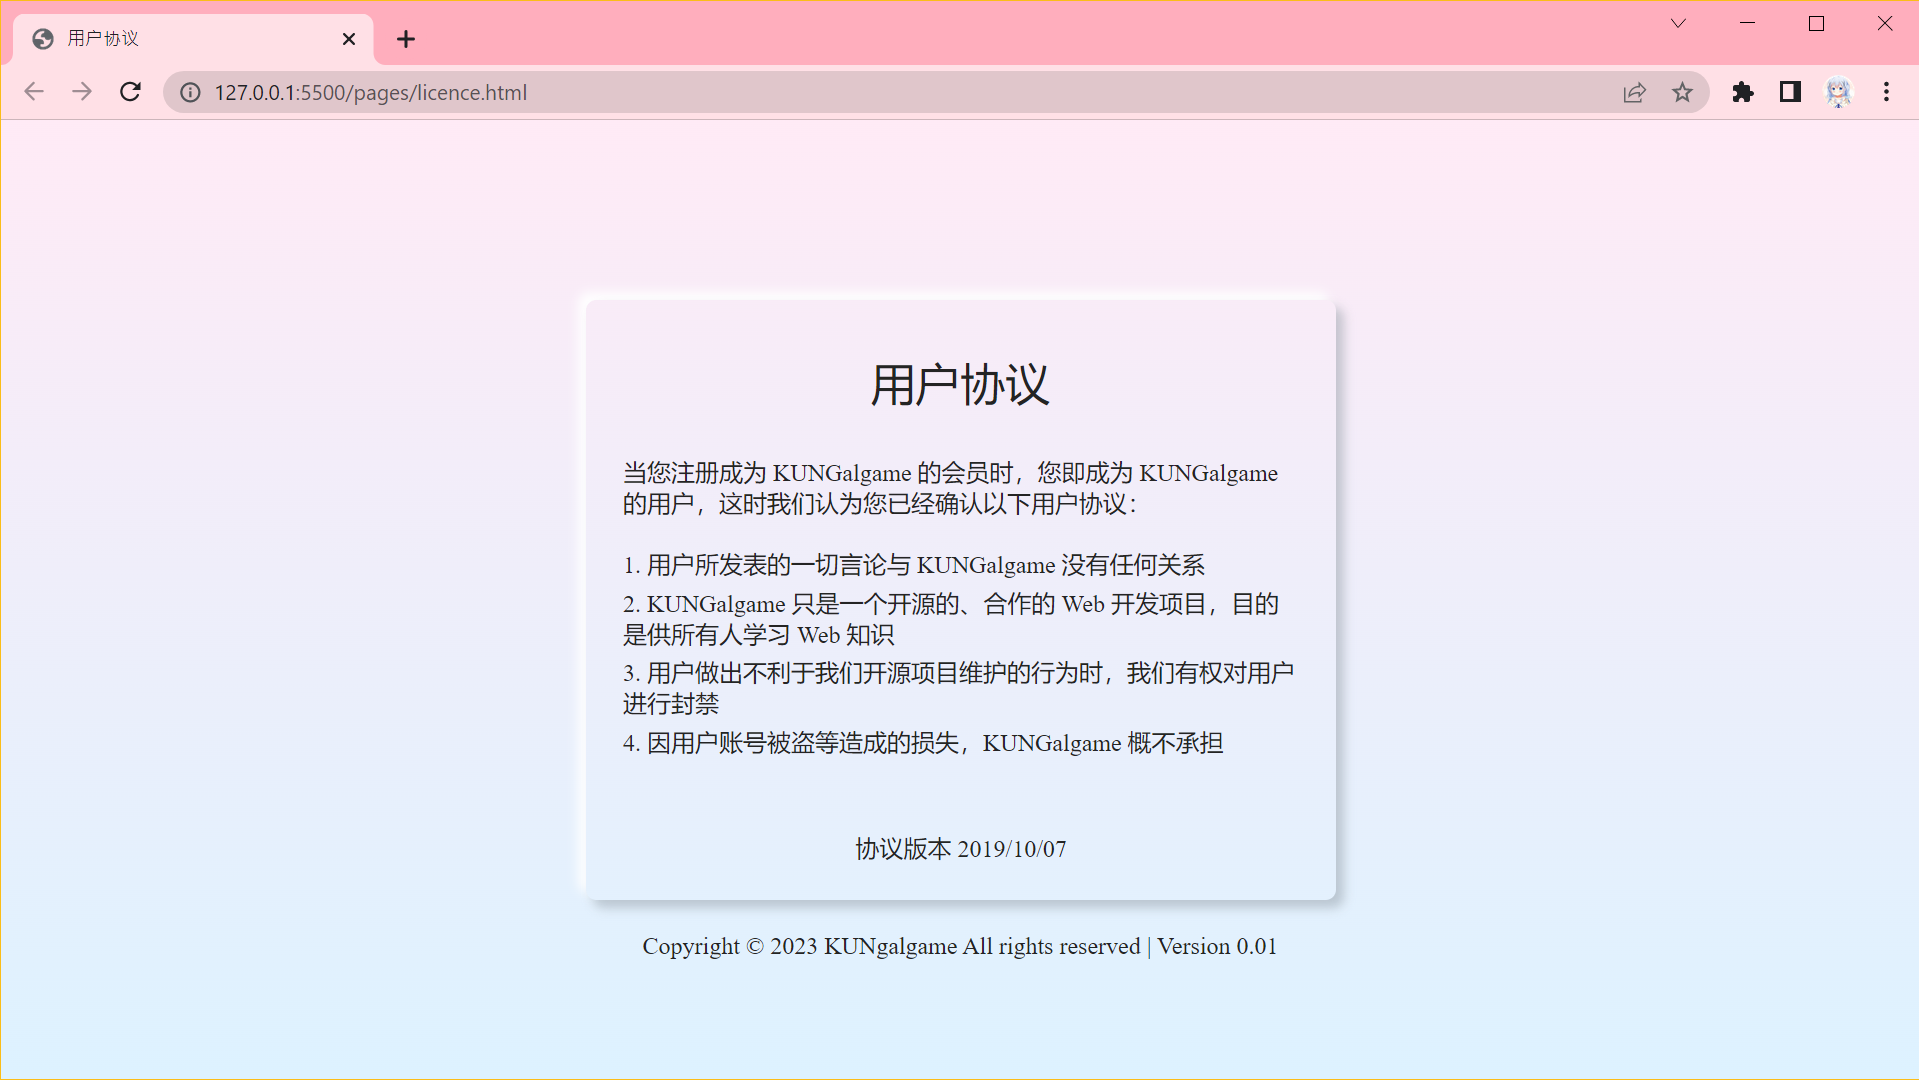 用户协议
127.0.0.1:5500/pages/licence.html
用户协议
当您注册成为 KUNGalgame 的会员时，您即成为 KUNGalgame
的用户，这时我们认为您已经确认以下用户协议：
1. 用户所发表的一切言论与 KUNGalgame 没有任何关系
2. KUNGalgame 只是一个开源的、合作的 Web 开发项目，目的
是供所有人学习 Web 知识
3. 用户做出不利于我们开源项目维护的行为时，我们有权对用户
进行封禁
4. 因用户账号被盗等造成的损失，KUNGalgame 概不承担
协议版本 2019/10/07
Copyright © 2023 KUNgalgame All rights reserved | Version 0.01